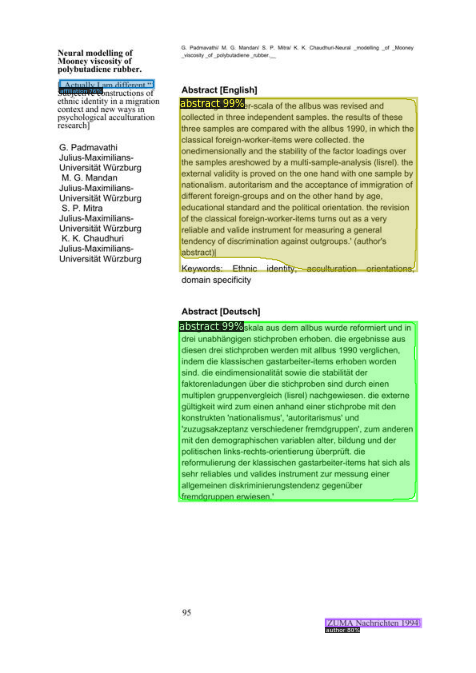 G. Padmavathi/ M. G. Mandan/ S. P. Mitra/ K. K. Chaudhuri-Neural _modelling _of _Mooney
_viscosity_of_polybutadiene _rubber.__
Neural modelling of
Mooney viscosity of
polybutadiene rubber.
[„Actually I am different.“
Subjective constructions of
ethnic identity in a migration
context and new ways in
psychological acculturation
research]
G. Padmavathi
Julius-Maximilians-
Universität Würzburg
M. G. Mandan
Julius-Maximilians-
Universität Würzburg
S. P. Mitra
Julius-Maximilians-
Universität Würzburg
K. K. Chaudhuri
Julius-Maximilians-
Universität Würzburg
Abstract [English]
abstract 99%
er-scala of the allbus was revised and
collected in three independent samples. the results of these
three samples are compared with the allbus 1990, in which the
classical foreign-worker-items were collected. the
onedimensionally and the stability of the factor loadings over
the samples areshowed by a multi-sample-analysis (lisrel). the
external validity is proved on the one hand with one sample by
nationalism. autoritarism and the acceptance of immigration of
different foreign-groups and on the other hand by age,
educational standard and the political orientation. the revision
of the classical foreign-worker-items turns out as a very
reliable and valide instrument for measuring a general
tendency of discrimination against outgroups.' (author's
abstract)|
Keywords: Ethnic identity, acculturation orientations,
domain specificity
Abstract [Deutsch]
abstract 99%
skala aus dem allbus wurde reformiert und in
drei unabhängigen stichproben erhoben. die ergebnisse aus
diesen drei stichproben werden mit allbus 1990 verglichen,
indem die klassischen gastarbeiter-items erhoben worden
sind. die eindimensionalität sowie die stabilität der
faktorenladungen über die stichproben sind durch einen
multiplen gruppenvergleich (lisrel) nachgewiesen. die externe
gültigkeit wird zum einen anhand einer stichprobe mit den
konstrukten 'nationalismus', 'autoritarismus' und
'zuzugsakzeptanz verschiedener fremdgruppen', zum anderen
mit den demographischen variablen alter, bildung und der
politischen links-rechts-orientierung überprüft. die
reformulierung der klassischen gastarbeiter-items hat sich als
sehr reliables und valides instrument zur messung einer
allgemeinen diskriminierungstendenz gegenüber
fremdgruppen erwiesen.'
95
ZUMA Nachrichten 1994
author 80%